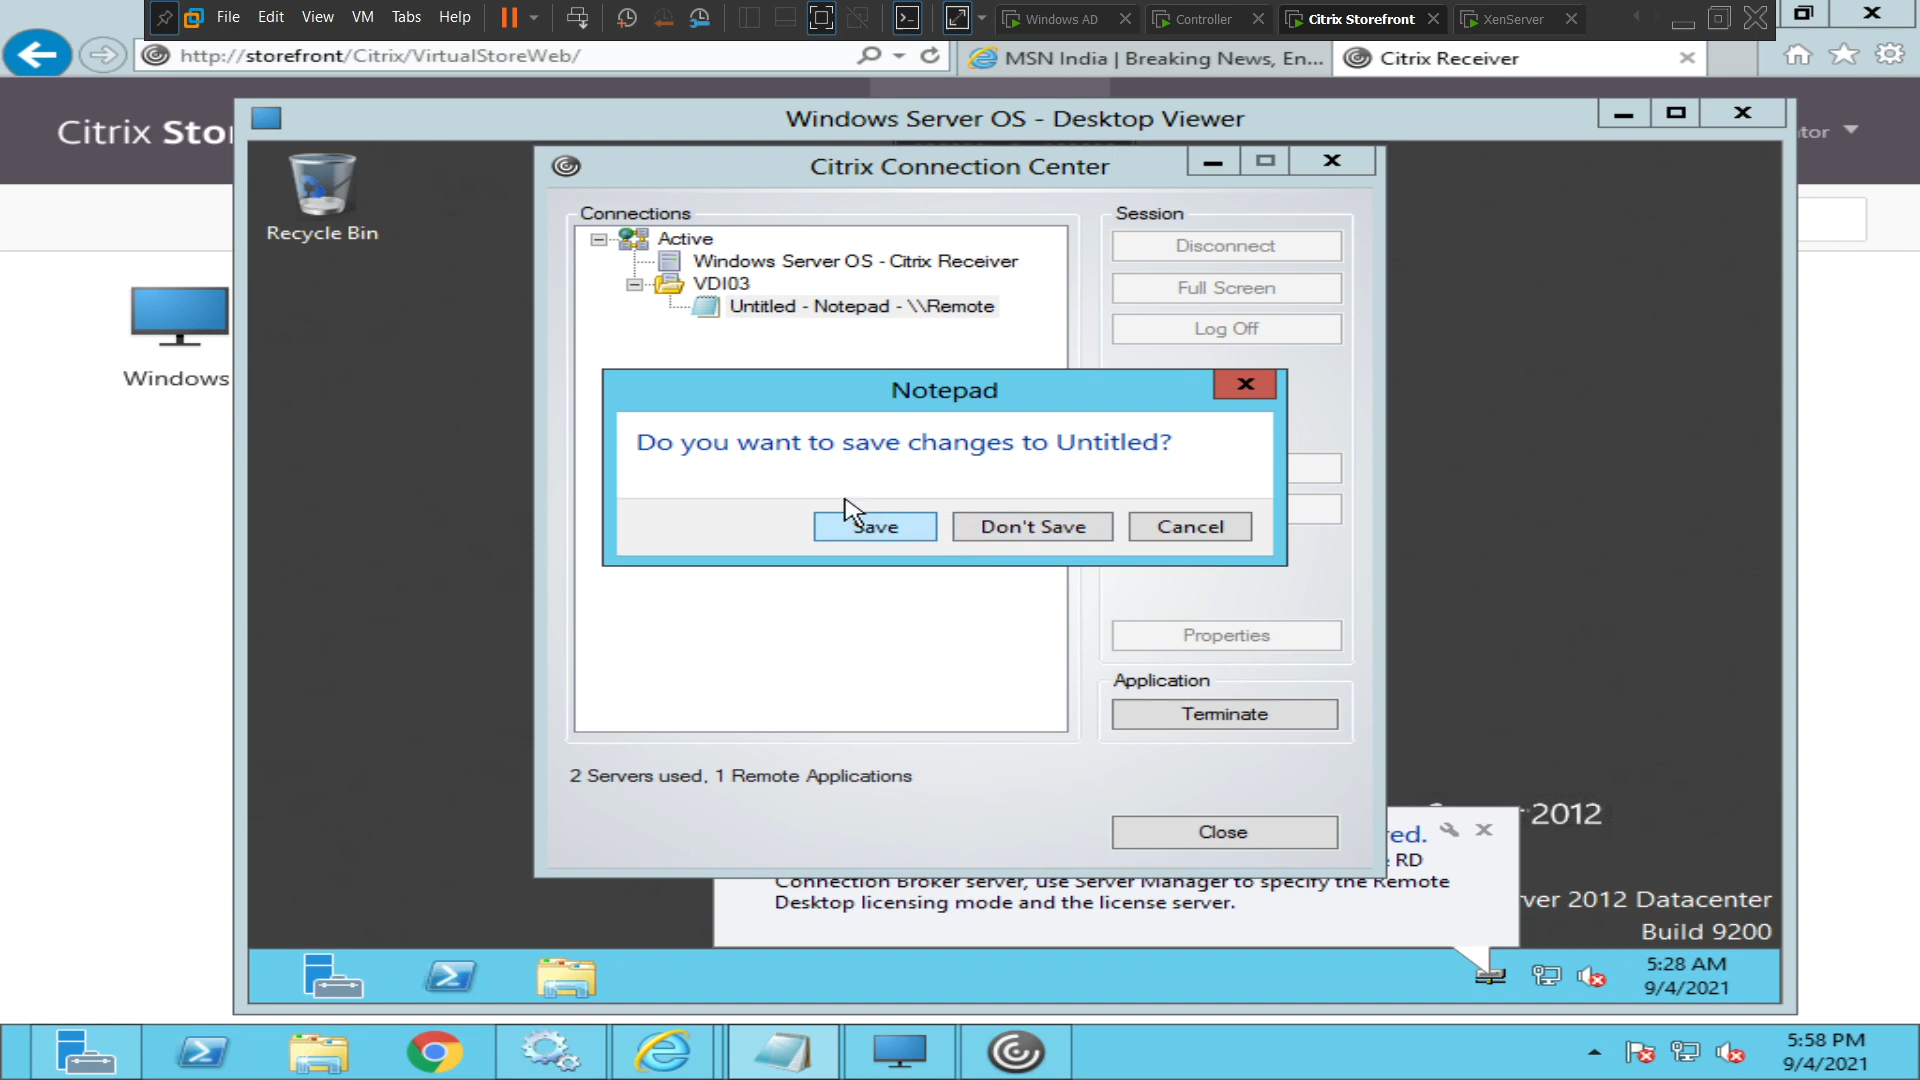 File Edit View VM Tabs Help
Windows AD
Controller
Citrix Storefront
XenServer
http://storefront/Citrix/VirtualStoreWeb/
MSN India | Breaking News, En...
Citrix Receiver
Citrix
Windows Server OS - Desktop Viewer
Recycle Bin
Windows
Citrix Connection Center
Connections
Active
Windows Server OS - Citrix Receiver
VDI03
Untitled - Notepad - \\Remote
Session
Disconnect
Full Screen
Log Off
Notepad
Do you want to save changes to Untitled?
Save
Don't Save
Cancel
Properties
Application
Terminate
2 Servers used, 1 Remote Applications
Close
2012
RD
Connection Broker server, use Server Manager to specify the Remote
Desktop licensing mode and the license server.
2012 Datacenter
Build 9200
5:28 AM
9/4/2021
5:58 PM
9/4/2021